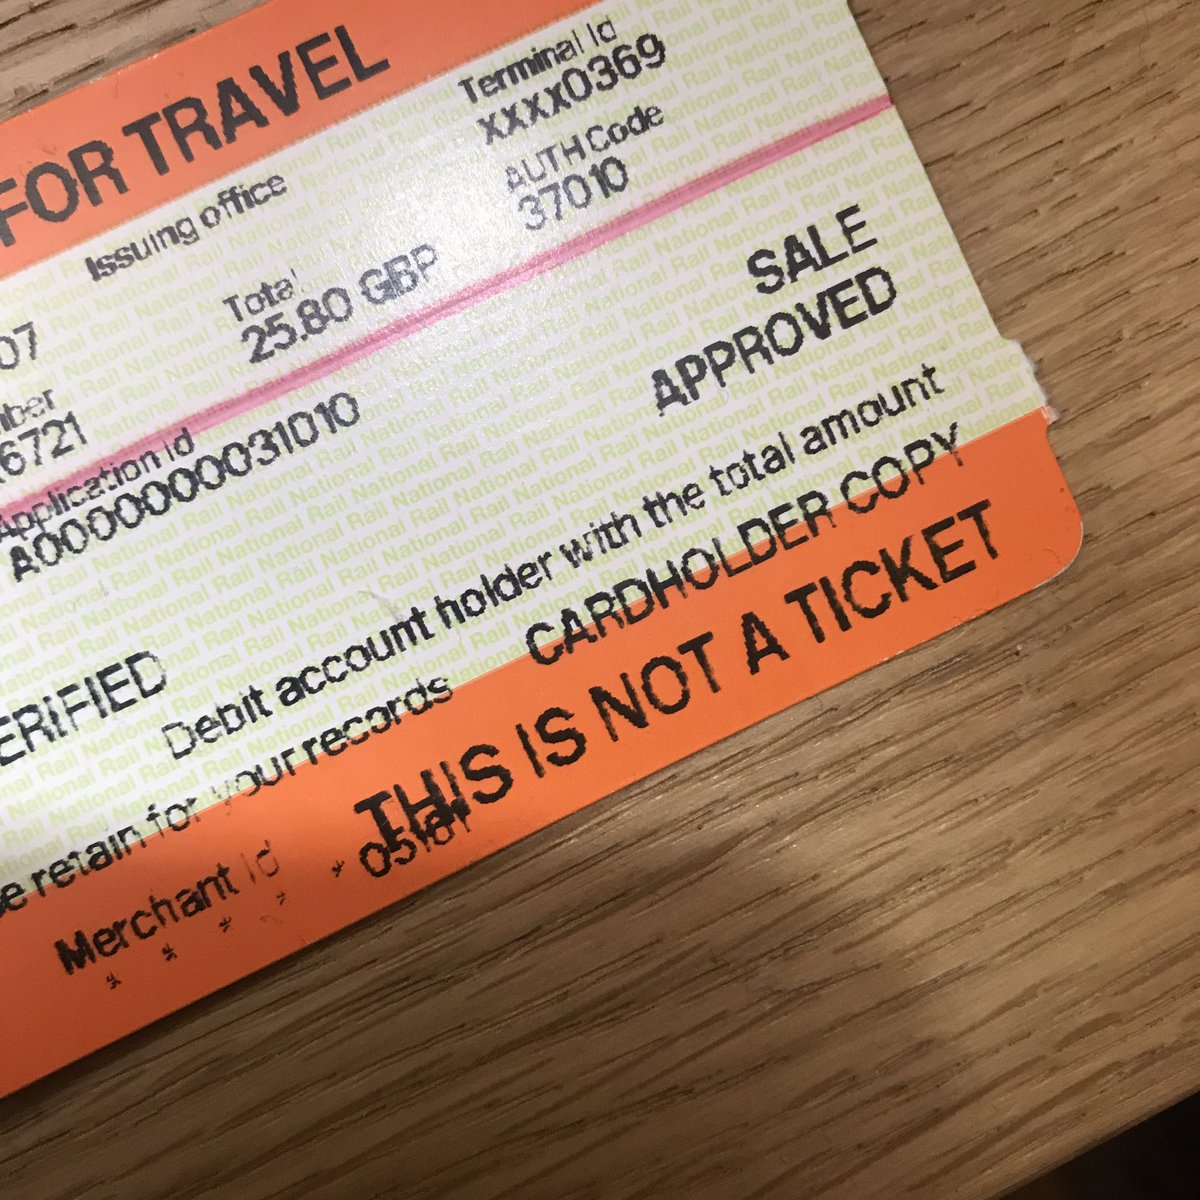 FOR TRAVEL
Issuing office
Terminal Id
XXXX0369
07
Total
25.80 GBP
AUTH Code
37010
6721
Application Id
A0000000031010
SALE
APPROVED
ERIFIED
Debit account holder with the total amount
retain for your records
CARDHOLDER COPY
Merchant Id
* * * * *
THIS IS NOT A TICKET